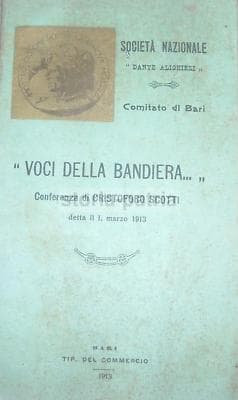 SOCIETÀ NAZIONALE
" DANTE ALIGHIERI „
Comitato di Bari
" VOCI DELLA BANDIERA... „
Conferenza di CRISTOFORO SCOTTI
detta il 1. marzo 1913
BARI
TIP. DEL COMMERCIO
1913